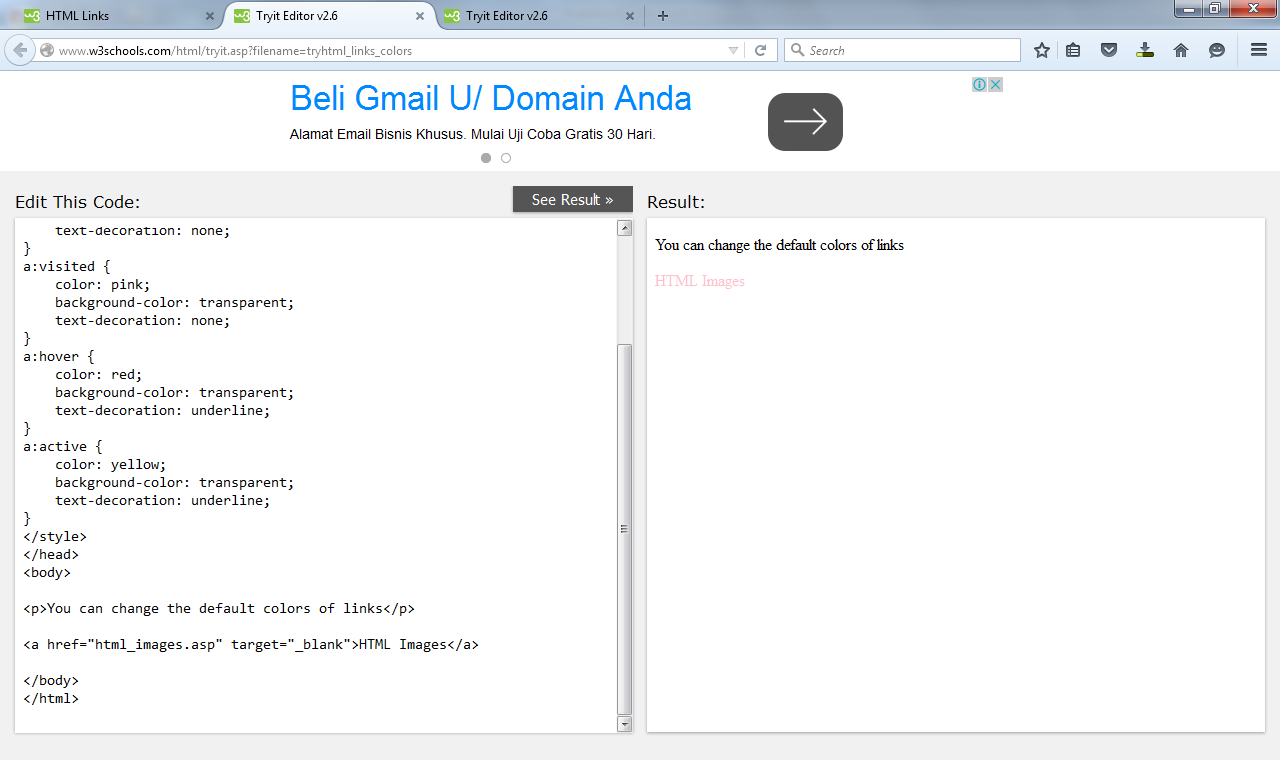 HTML Links
Tryit Editor v2.6
Tryit Editor v2.6
www.w3schools.com/html/tryit.asp?filename=tryhtml_links_colors
Search
Beli Gmail U/ Domain Anda
Alamat Email Bisnis Khusus. Mulai Uji Coba Gratis 30 Hari.
Edit This Code:
See Result »
    text-decoration: none;
}
a:visited {
    color: pink;
    background-color: transparent;
    text-decoration: none;
}
a:hover {
    color: red;
    background-color: transparent;
    text-decoration: underline;
}
a:active {
    color: yellow;
    background-color: transparent;
    text-decoration: underline;
}
</style>
</head>
<body>
<p>You can change the default colors of links</p>
<a href="html_images.asp" target="_blank">HTML Images</a>
</body>
</html>
Result:
You can change the default colors of links
HTML Images